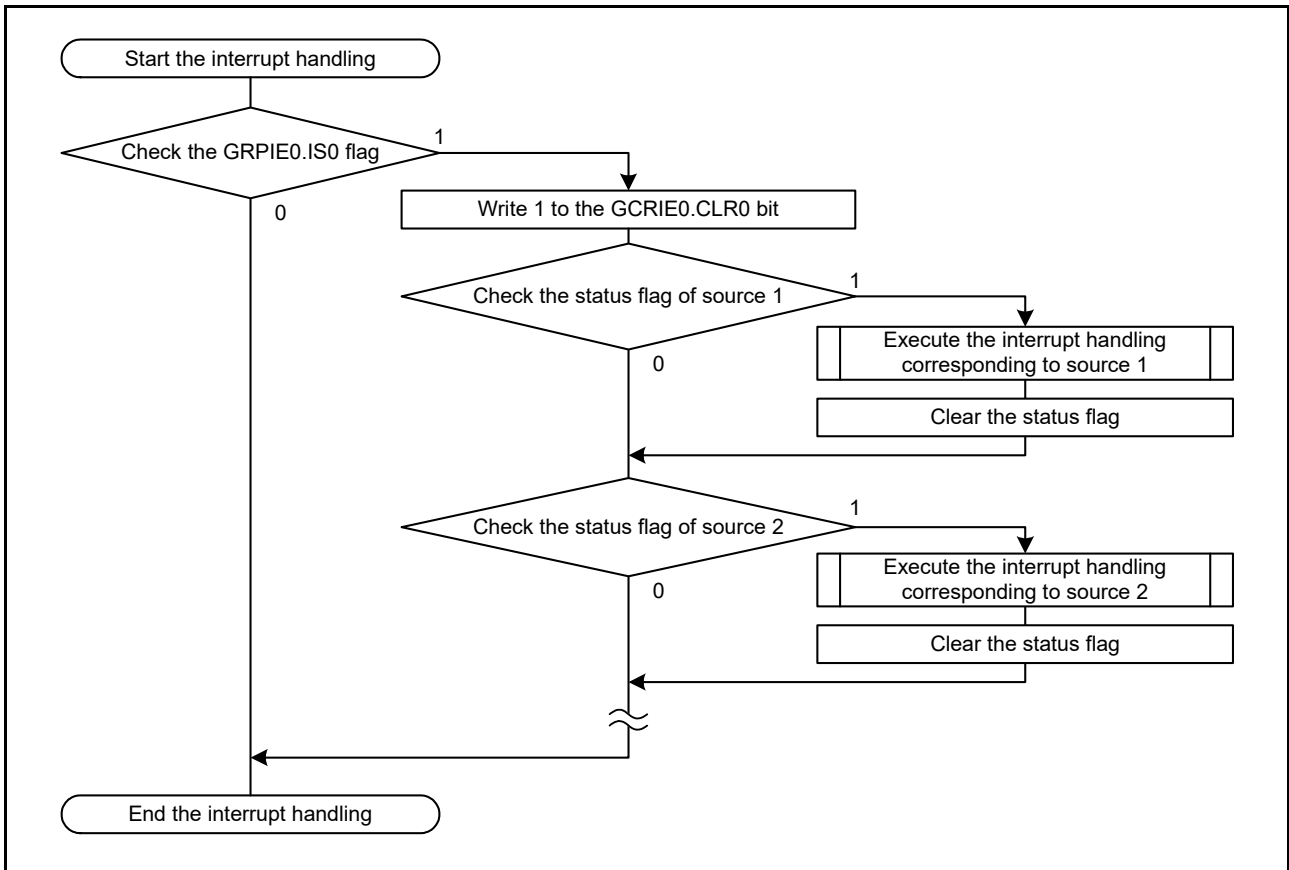 Start the interrupt handling
Check the GRPIE0.IS0 flag
1
0
Write 1 to the GCRIE0.CLR0 bit
Check the status flag of source 1
1
0
Execute the interrupt handling
corresponding to source 1
Clear the status flag
Check the status flag of source 2
1
0
Execute the interrupt handling
corresponding to source 2
Clear the status flag
End the interrupt handling